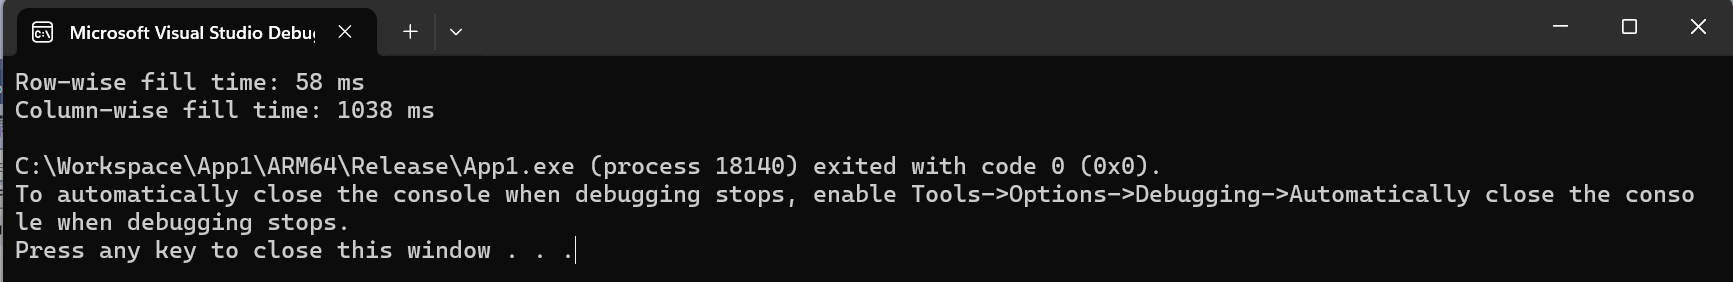 Microsoft Visual Studio Debu
Row-wise fill time: 58 ms
Column-wise fill time: 1038 ms
C:\Workspace\App1\ARM64\Release\App1.exe (process 18140) exited with code 0 (0x0).
To automatically close the console when debugging stops, enable Tools->Options->Debugging->Automatically close the conso
le when debugging stops.
Press any key to close this window . . .